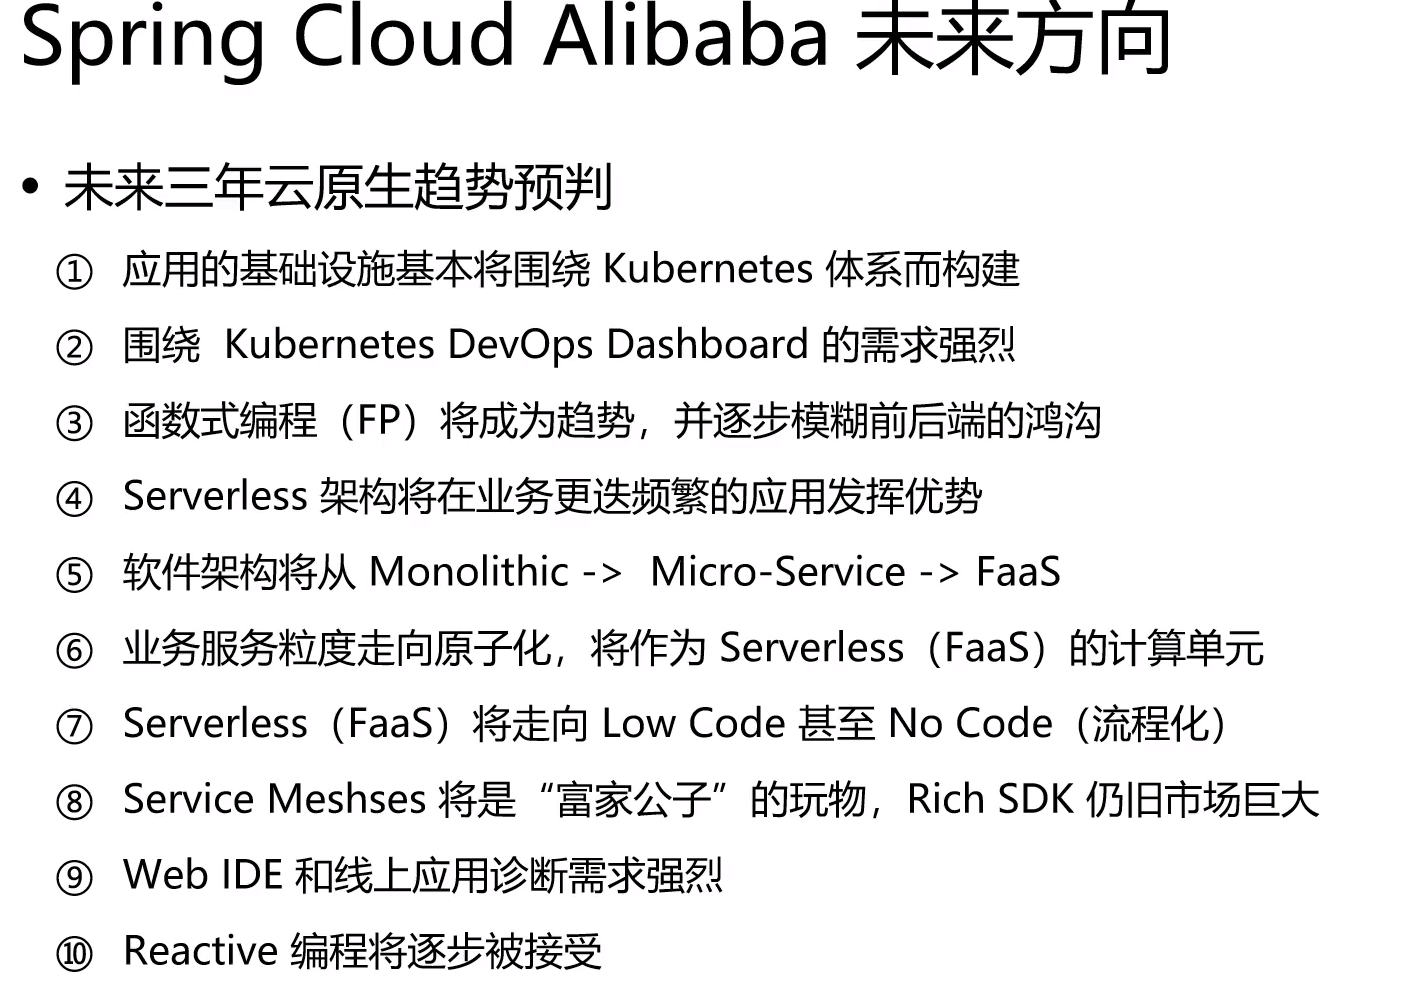 Spring Cloud Alibaba 未来方向
• 未来三年云原生趋势预判
① 应用的基础设施基本将围绕 Kubernetes 体系而构建
② 围绕  Kubernetes DevOps Dashboard 的需求强烈
③ 函数式编程（FP）将成为趋势，并逐步模糊前后端的鸿沟
④ Serverless 架构将在业务更迭频繁的应用发挥优势
⑤ 软件架构将从 Monolithic ->  Micro-Service -> FaaS
⑥ 业务服务粒度走向原子化，将作为 Serverless（FaaS）的计算单元
⑦ Serverless（FaaS）将走向 Low Code 甚至 No Code（流程化）
⑧ Service Meshses 将是“富家公子”的玩物，Rich SDK 仍旧市场巨大
⑨ Web IDE 和线上应用诊断需求强烈
⑩ Reactive 编程将逐步被接受